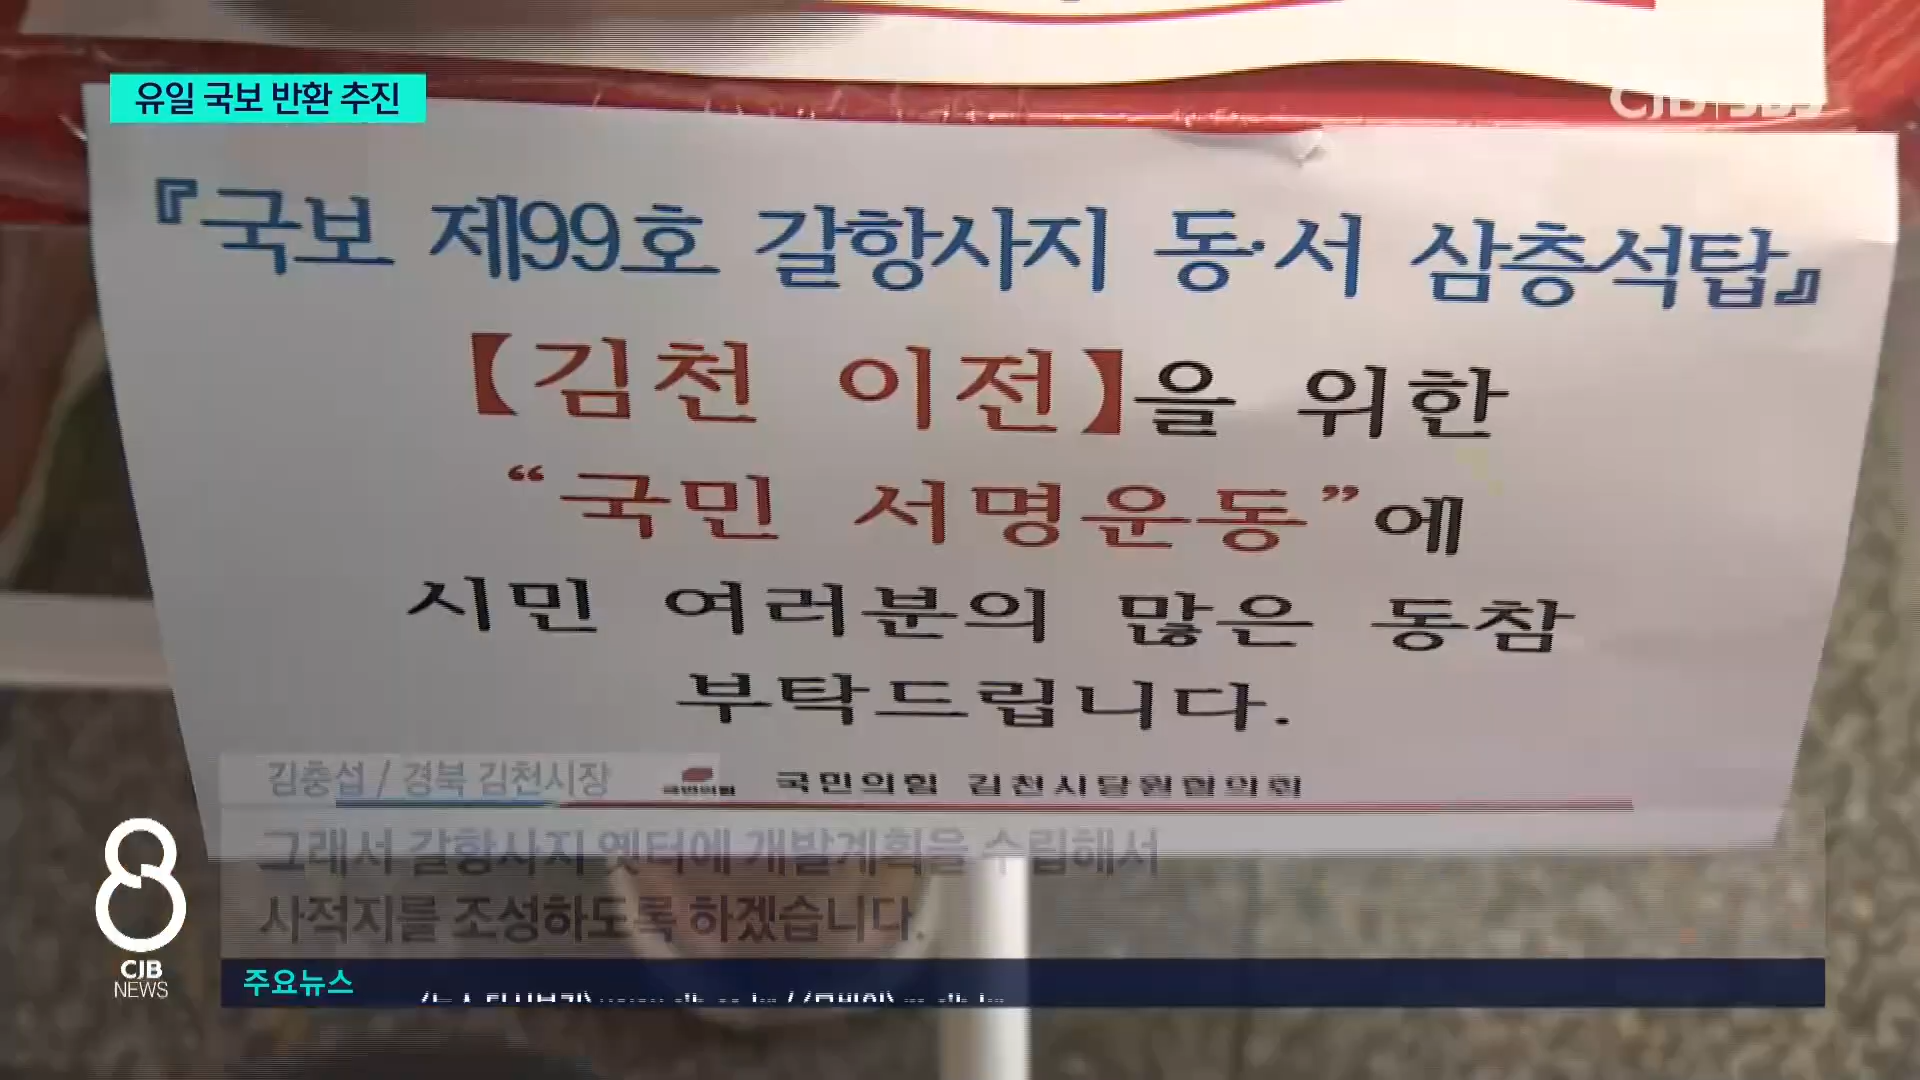 유일 국보 반환 추진
CJB SBS
『국보 제99호 갈항사지 동·서 삼층석탑』
【김천 이전】을 위한
“국민 서명운동”에
시민 여러분의 많은 동참
부탁드립니다.
국민의힘 국민의힘 김천시당원협의회
김충섭 / 경북 김천시장
그래서 갈항사지 옛터에 개발계획을 수립해서
사적지를 조성하도록 하겠습니다.
8
CJB
NEWS
주요뉴스